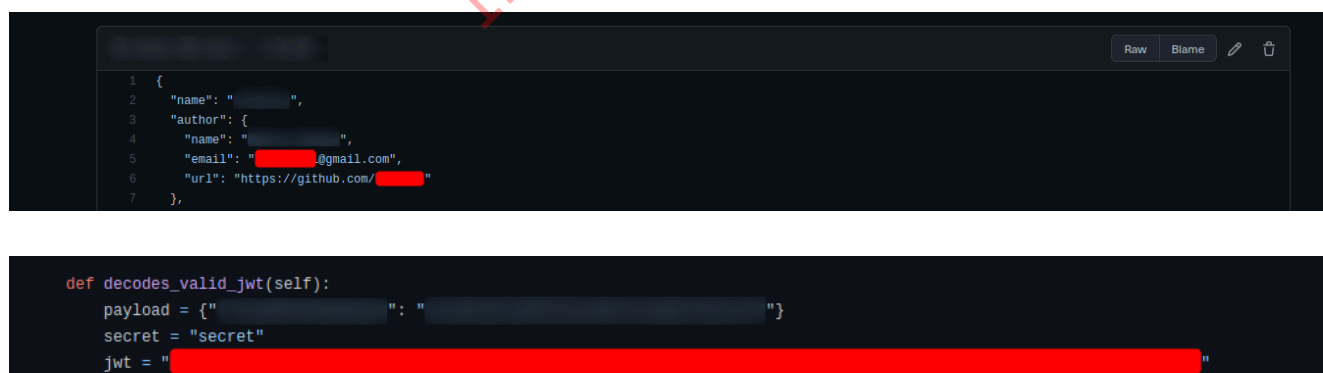 Raw Blame
1 {
2 "name": " ",
3 "author": {
4 "name": " ",
5 "email": " @gmail.com",
6 "url": "https://github.com/ "
7 },
def decodes_valid_jwt(self):
payload = {" ": " "}
secret = "secret"
jwt = " "